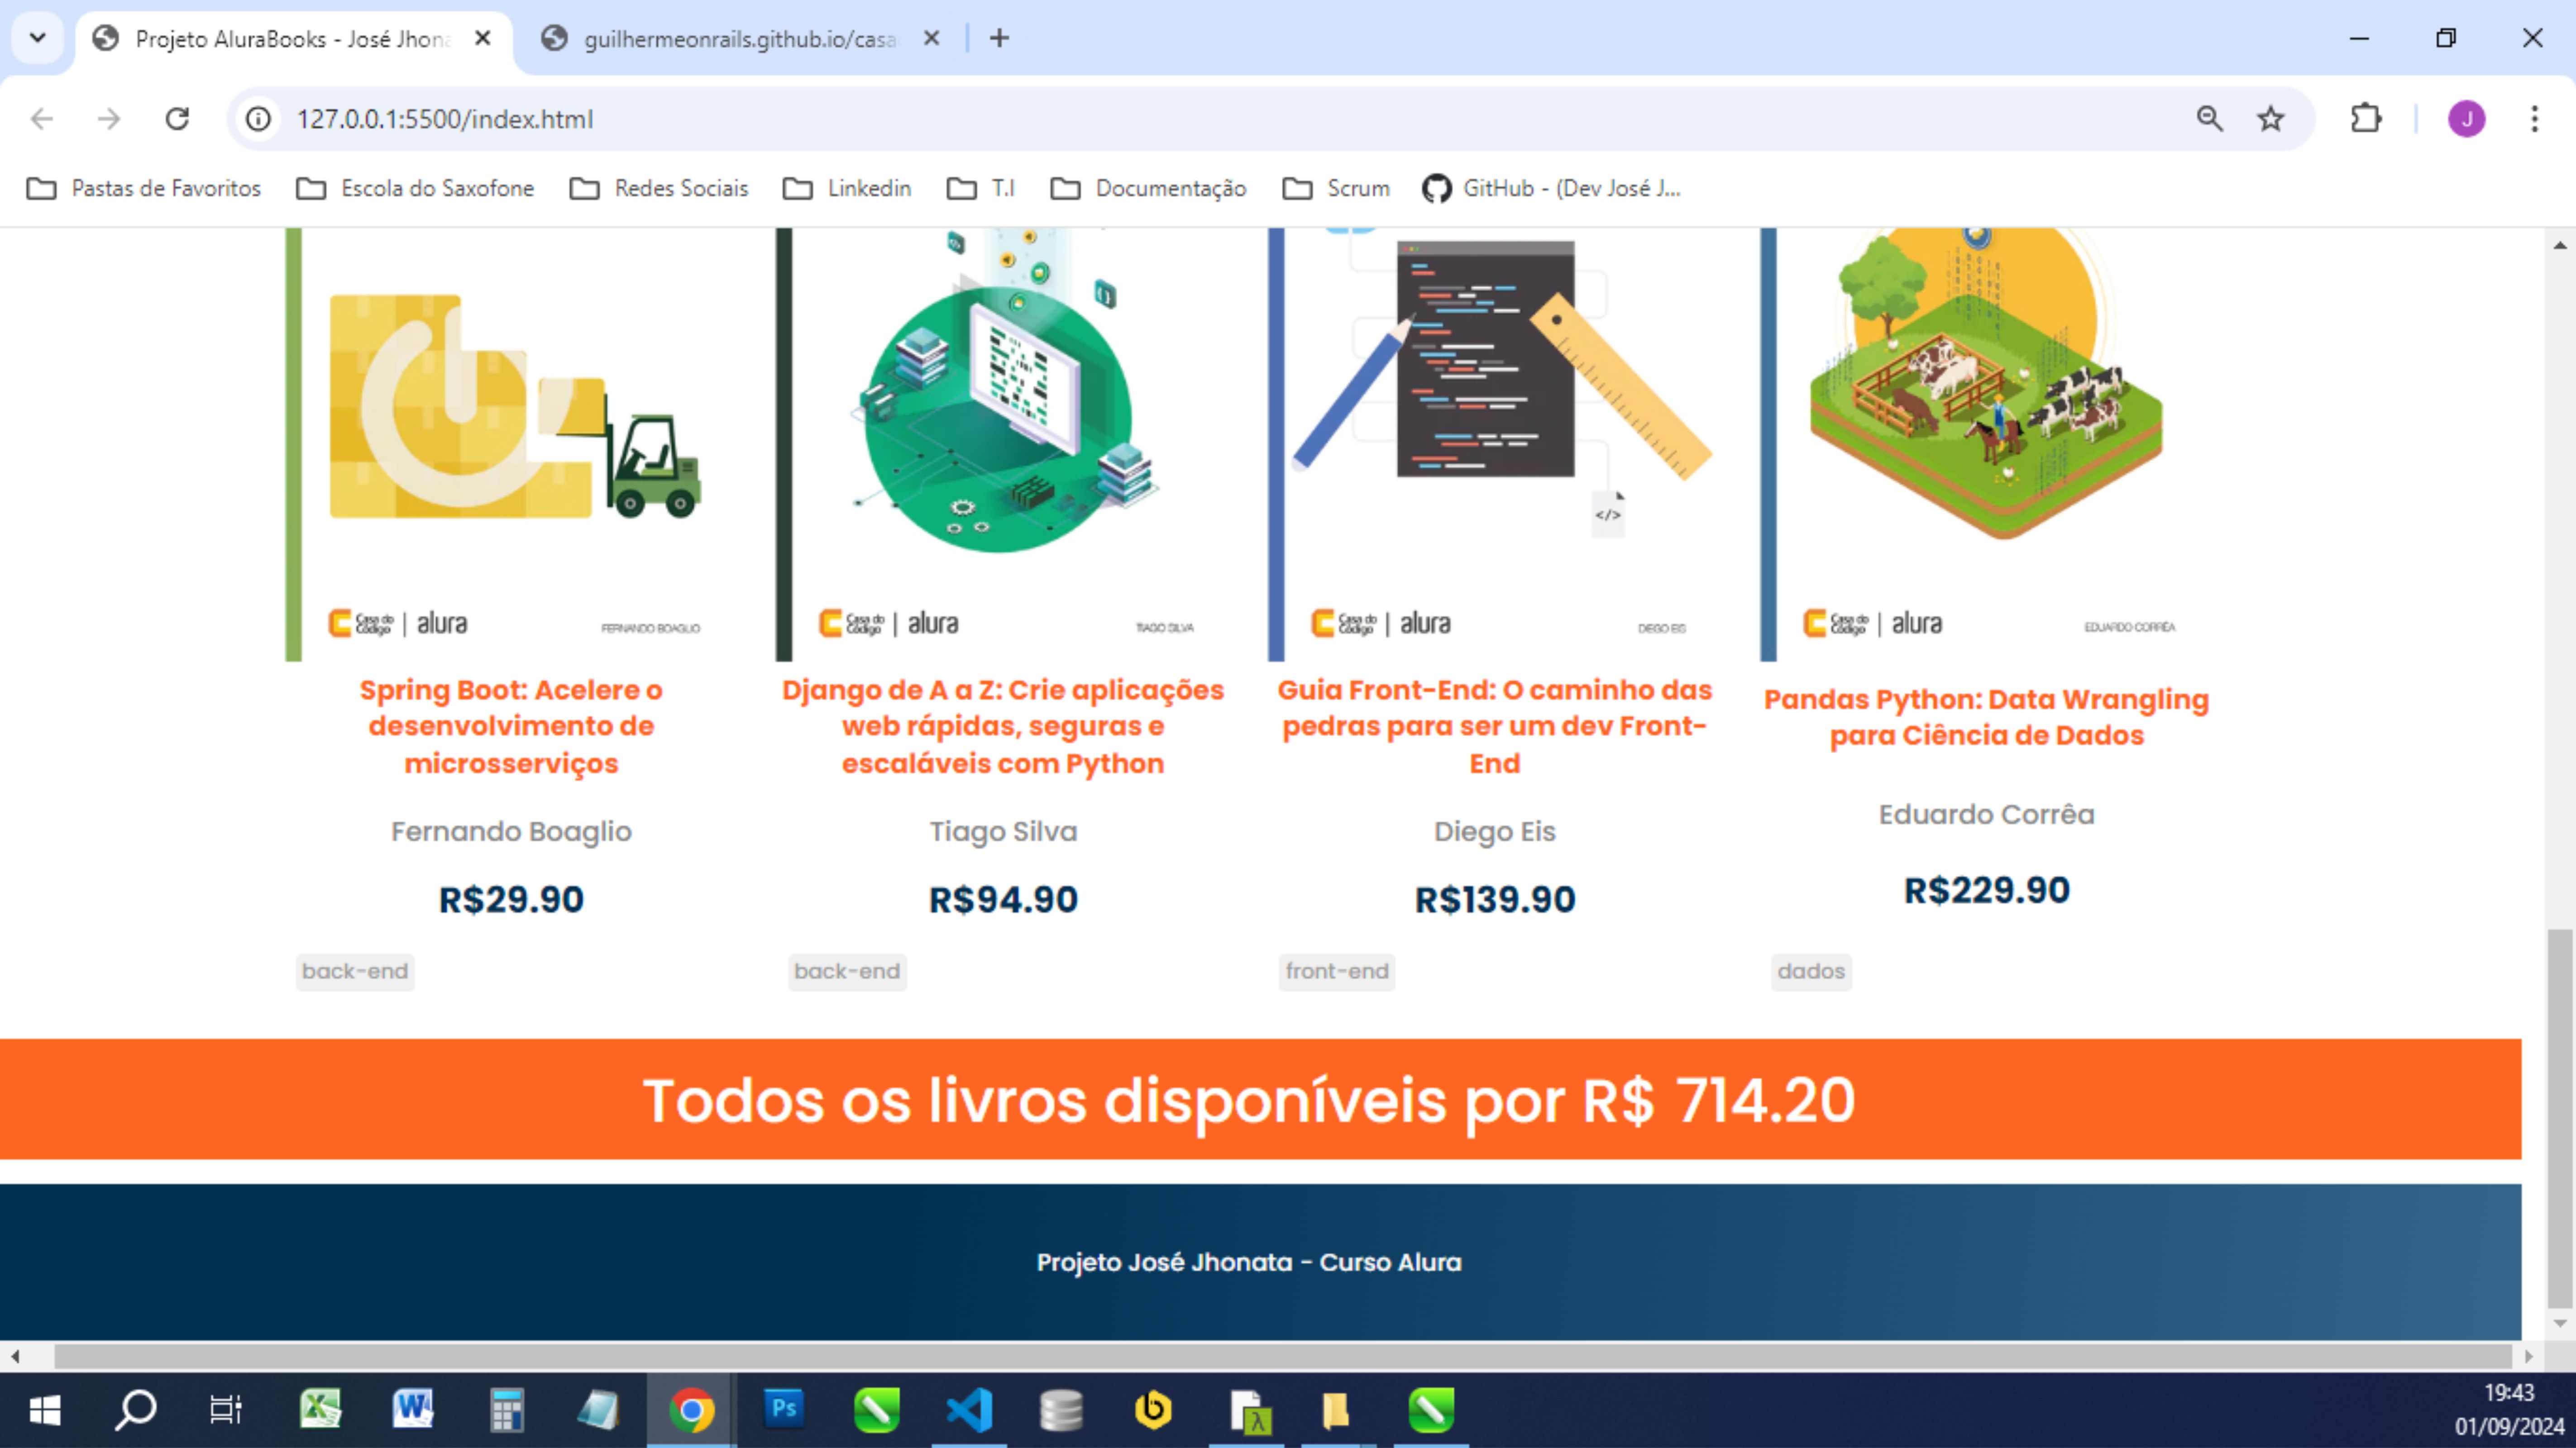 Projeto AluraBooks - José Jhona
guilhermeonrails.github.io/casa
127.0.0.1:5500/index.html
J
Pastas de Favoritos
Escola do Saxofone
Redes Sociais
Linkedin
T.I
Documentação
Scrum
GitHub - (Dev José J...
</>
Casa do Código | alura
FERNANDO BOAGLIO
Casa do Código | alura
TIAGO SILVA
Casa do Código | alura
DIEGO EIS
Casa do Código | alura
EDUARDO CORRÊA
Spring Boot: Acelere o
desenvolvimento de
microsserviços
Fernando Boaglio
R$29.90
back-end
Django de A a Z: Crie aplicações
web rápidas, seguras e
escaláveis com Python
Tiago Silva
R$94.90
back-end
Guia Front-End: O caminho das
pedras para ser um dev Front-
End
Diego Eis
R$139.90
front-end
Pandas Python: Data Wrangling
para Ciência de Dados
Eduardo Corrêa
R$229.90
dados
Todos os livros disponíveis por R$ 714.20
Projeto José Jhonata - Curso Alura
Ps
19:43
01/09/2024